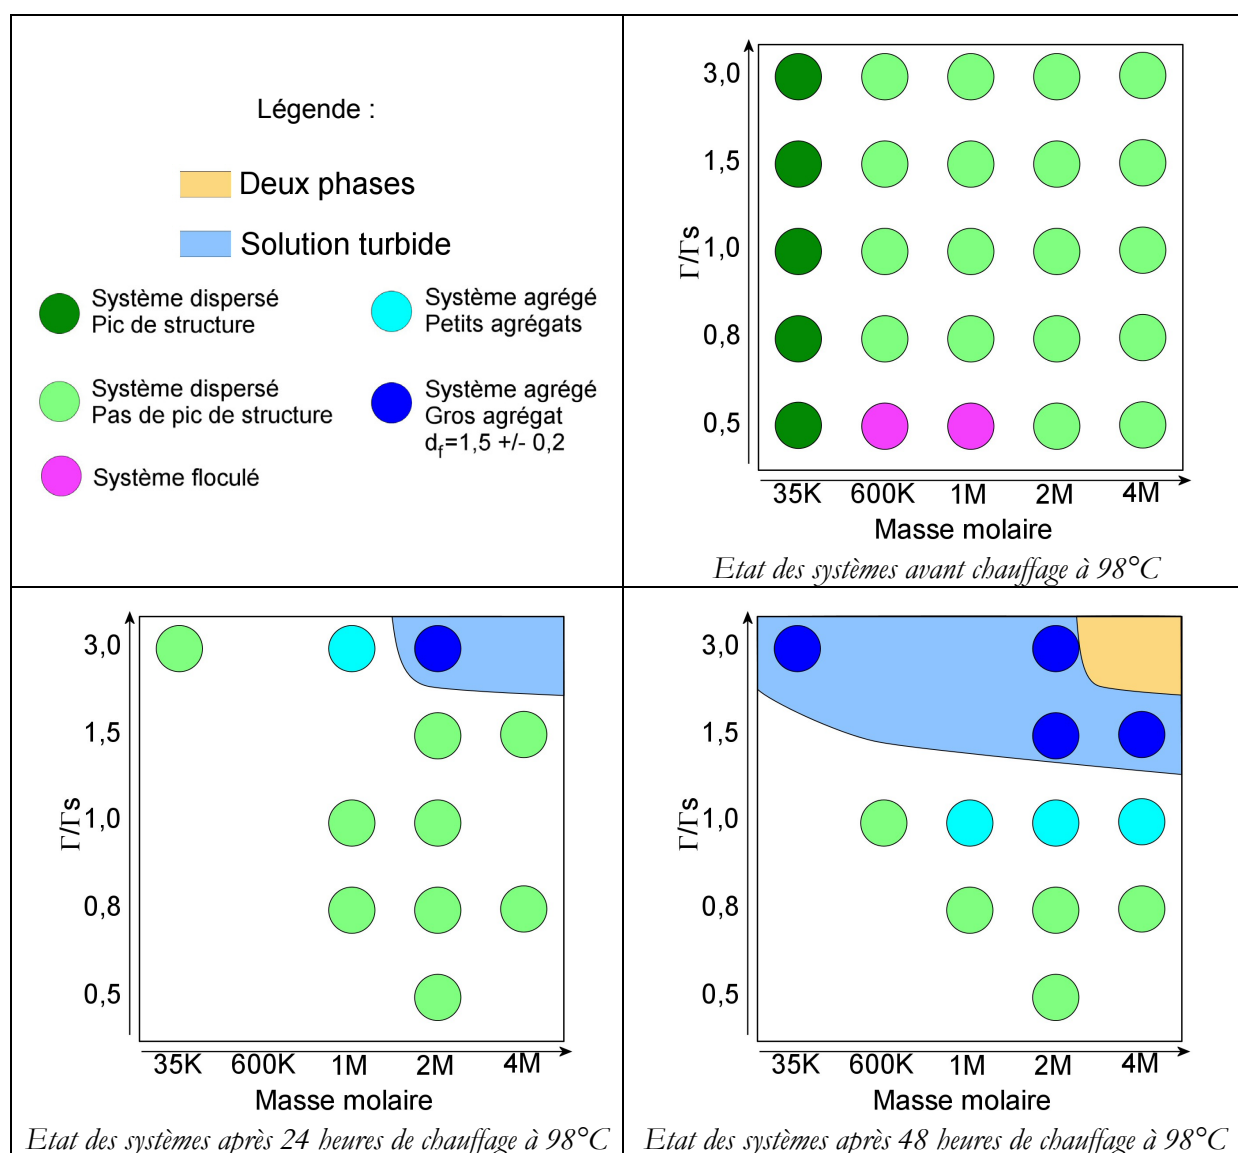 Légende :
Deux phases
Solution turbide
Système dispersé
Pic de structure
Système agrégé
Petits agrégats
Système dispersé
Pas de pic de structure
Système agrégé
Gros agrégat
df=1,5 +/- 0,2
Système floculé
3,0
1,5
1,0
0,8
0,5
Γ/Γs
35K 600K 1M 2M 4M
Masse molaire
Etat des systèmes avant chauffage à 98°C
3,0
1,5
1,0
0,8
0,5
Γ/Γs
35K 600K 1M 2M 4M
Masse molaire
Etat des systèmes après 24 heures de chauffage à 98°C
3,0
1,5
1,0
0,8
0,5
Γ/Γs
35K 600K 1M 2M 4M
Masse molaire
Etat des systèmes après 48 heures de chauffage à 98°C